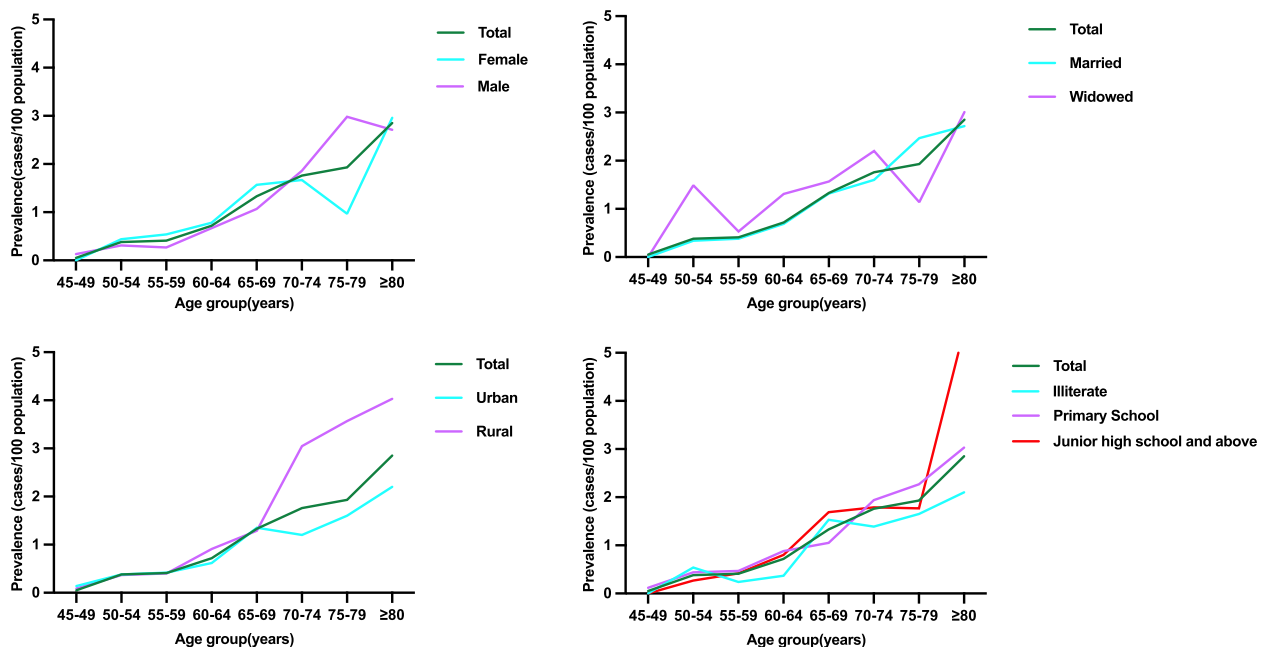 Prevalence(cases/100 population)
5
4
3
2
1
0
45-49 50-54 55-59 60-64 65-69 70-74 75-79 ≥80
Age group(years)
Total
Female
Male
Prevalence (cases/100 population)
5
4
3
2
1
0
45-49 50-54 55-59 60-64 65-69 70-74 75-79 ≥80
Age group(years)
Total
Married
Widowed
Prevalence (cases/100 population)
5
4
3
2
1
0
45-49 50-54 55-59 60-64 65-69 70-74 75-79 ≥80
Age group(years)
Total
Urban
Rural
Prevalence (cases/100 population)
5
4
3
2
1
0
45-49 50-54 55-59 60-64 65-69 70-74 75-79 ≥80
Age group(years)
Total
Illiterate
Primary School
Junior high school and above